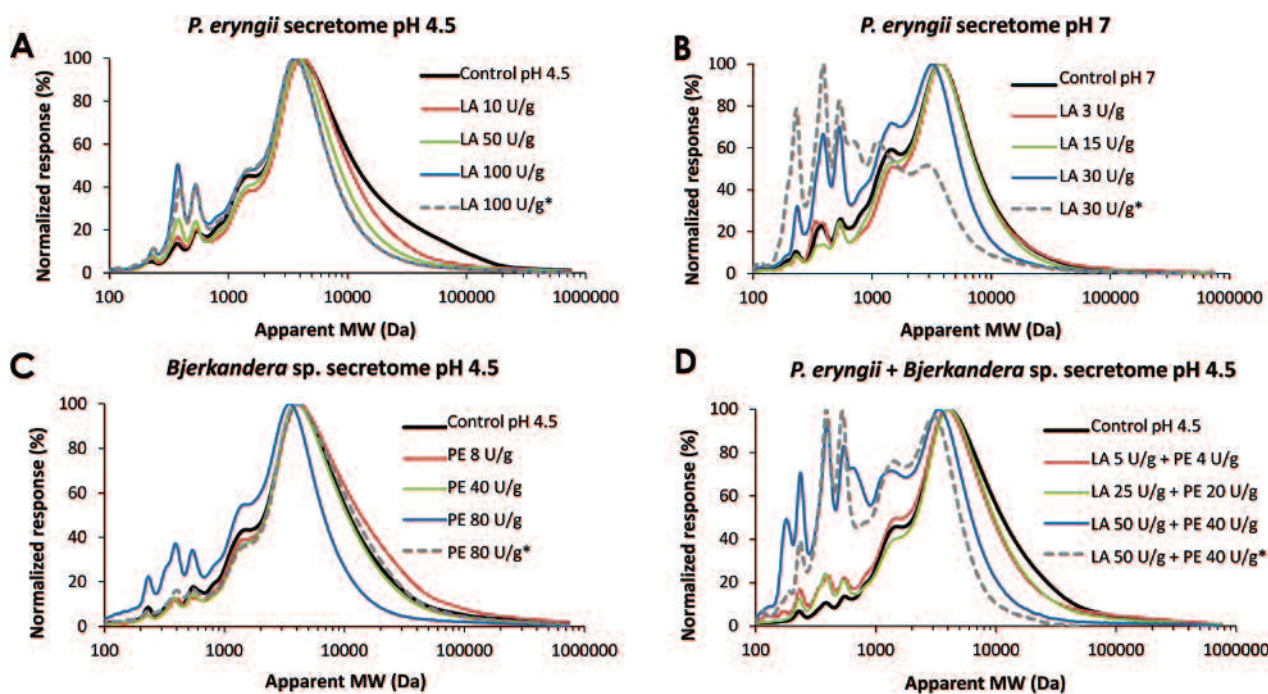 A
P. eryngii secretome pH 4.5
Normalized response (%)
100
80
60
40
20
0
Control pH 4.5
LA 10 U/g
LA 50 U/g
LA 100 U/g
LA 100 U/g*
100
1000
10000
100000
1000000
Apparent MW (Da)
B
P. eryngii secretome pH 7
Normalized response (%)
100
80
60
40
20
0
Control pH 7
LA 3 U/g
LA 15 U/g
LA 30 U/g
LA 30 U/g*
100
1000
10000
100000
1000000
Apparent MW (Da)
C
Bjerkandera sp. secretome pH 4.5
Normalized response (%)
100
80
60
40
20
0
Control pH 4.5
PE 8 U/g
PE 40 U/g
PE 80 U/g
PE 80 U/g*
100
1000
10000
100000
1000000
Apparent MW (Da)
D
P. eryngii + Bjerkandera sp. secretome pH 4.5
Normalized response (%)
100
80
60
40
20
0
Control pH 4.5
LA 5 U/g + PE 4 U/g
LA 25 U/g + PE 20 U/g
LA 50 U/g + PE 40 U/g
LA 50 U/g + PE 40 U/g*
100
1000
10000
100000
1000000
Apparent MW (Da)